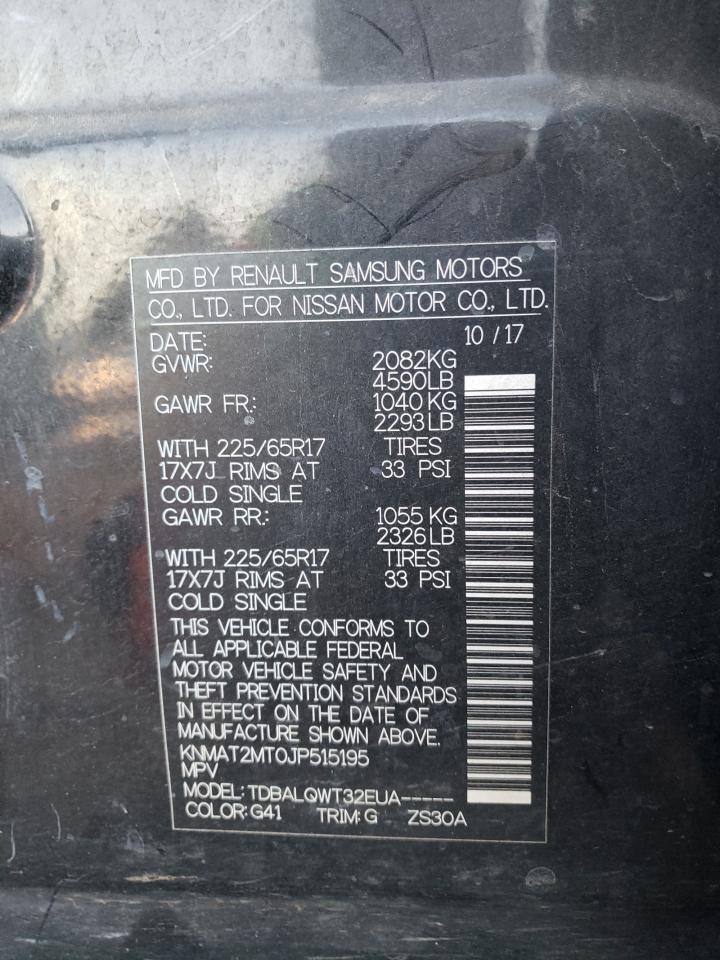 MFD BY RENAULT SAMSUNG MOTORS
CO., LTD. FOR NISSAN MOTOR CO., LTD.
DATE: 10 / 17
GVWR: 2082KG
4590LB
GAWR FR.: 1040 KG
2293 LB
WITH 225/65R17 TIRES
17X7J RIMS AT 33 PSI
COLD SINGLE
GAWR RR.: 1055 KG
2326 LB
WITH 225/65R17 TIRES
17X7J RIMS AT 33 PSI
COLD SINGLE
THIS VEHICLE CONFORMS TO
ALL APPLICABLE FEDERAL
MOTOR VEHICLE SAFETY AND
THEFT PREVENTION STANDARDS
IN EFFECT ON THE DATE OF
MANUFACTURE SHOWN ABOVE.
KNMAT2MT0JP515195
MPV
MODEL: TDBALQWT32EUA-----
COLOR: G41 TRIM: G ZS30A